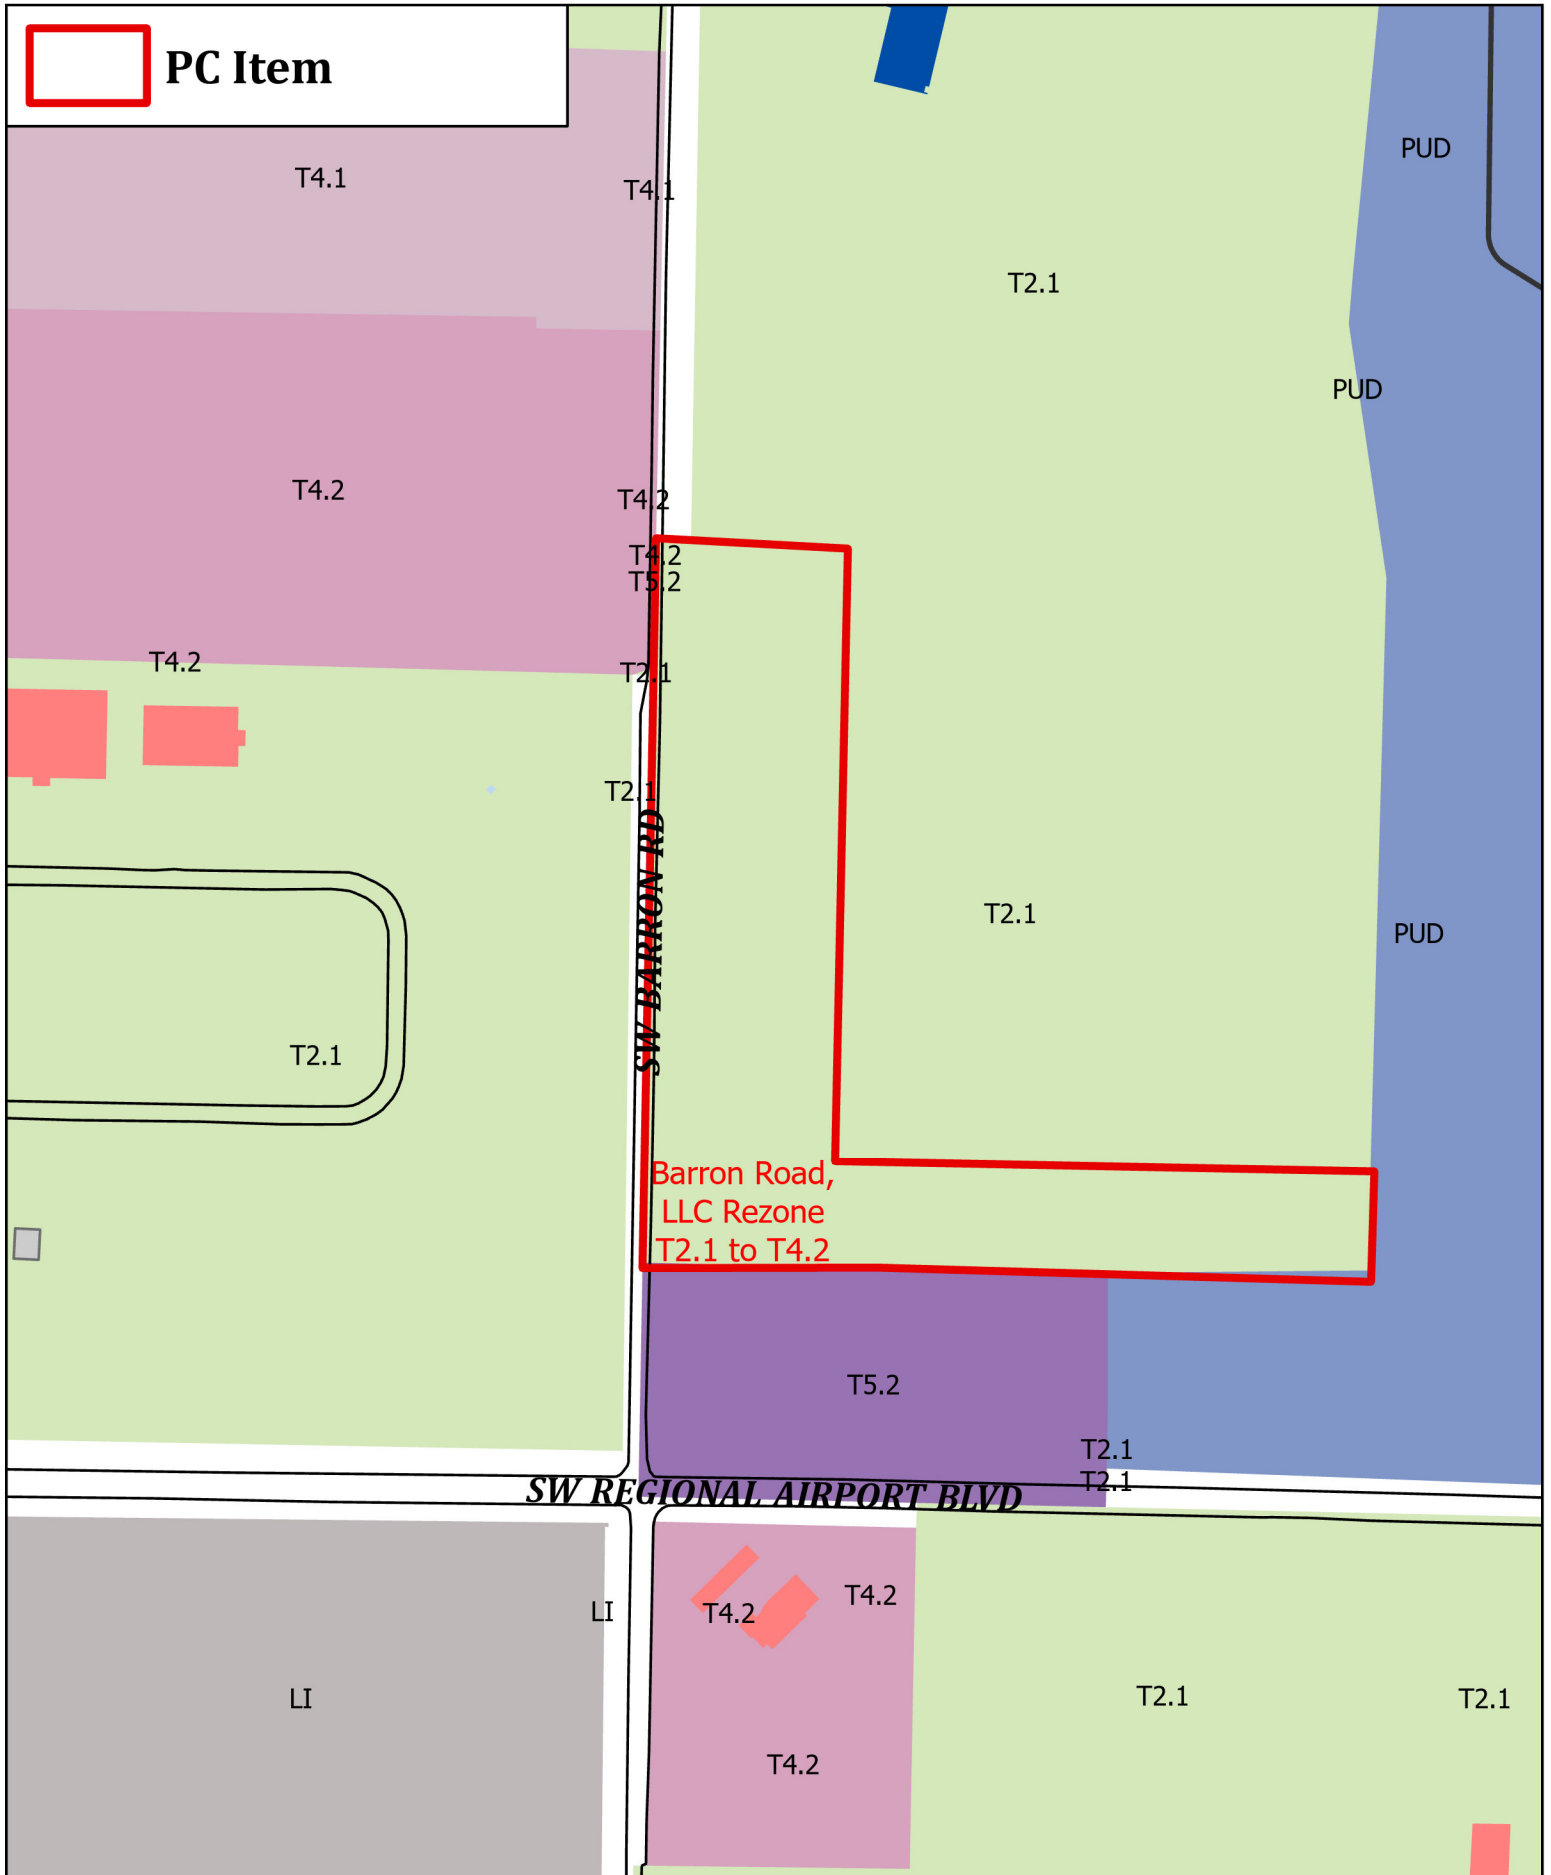 PC Item
PUD
T4.1
T4.1
T2.1
PUD
T4.2
T4.2
T4.2
T5.2
T4.2
T2.1
T2.1
SW BARRON RD
T2.1
PUD
T2.1
Barron Road,
LLC Rezone
T2.1 to T4.2
T5.2
T2.1
T2.1
SW REGIONAL AIRPORT BLVD
T4.2
LI
T4.2
LI
T2.1
T2.1
T4.2